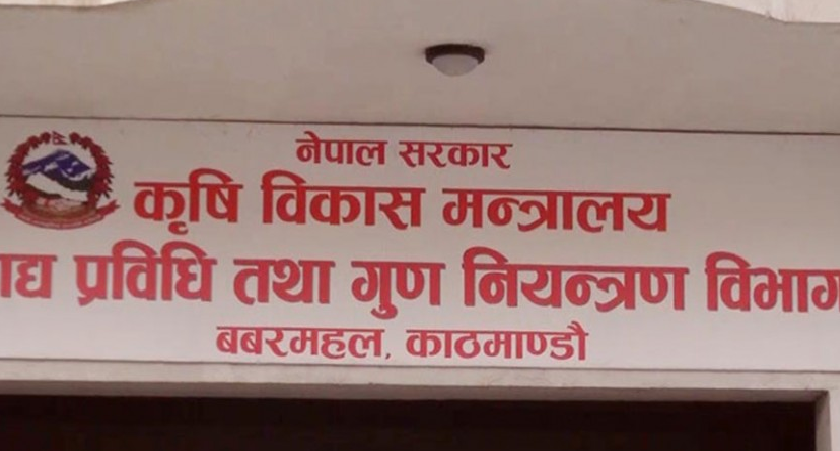 नेपाल सरकार
कृषि विकास मन्त्रालय
प्रविधि तथा गुण नियन्त्रण विभाग
बबरमहल, काठमाण्डौ